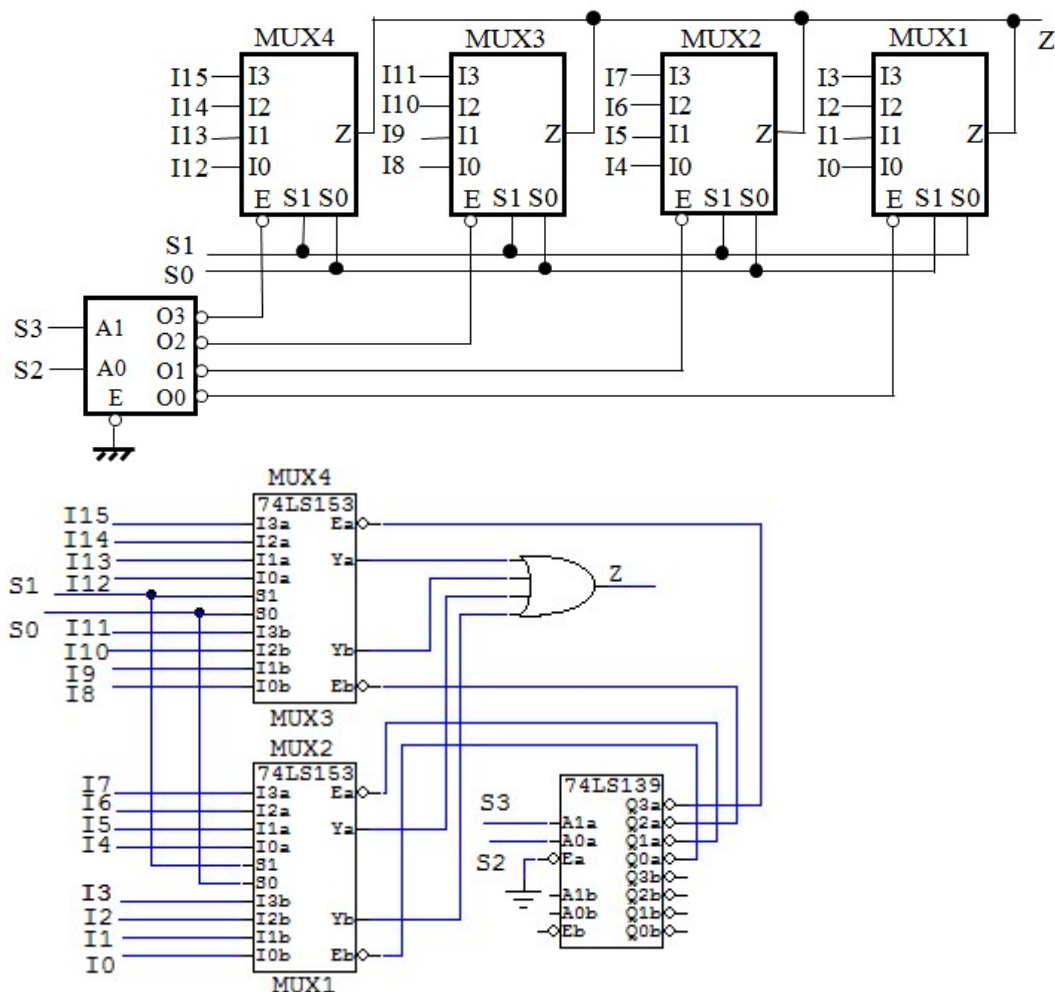 MUX4 MUX3 MUX2 MUX1
Z
I15 I3 I11 I3 I7 I3 I3 I3
I14 I2 I10 I2 I6 I2 I2 I2
I13 I1 Z I9 I1 Z I5 I1 Z I1 I1 Z
I12 I0 I8 I0 I4 I0 I0 I0
E S1 S0 E S1 S0 E S1 S0 E S1 S0
S1
S0
S3 A1 O3
O2
S2 A0 O1
E O0
MUX4
74LS153
I15 I3a Ea
I14 I2a
I13 I1a Ya Z
I12 I0a
S1 S1
S0 S0
I11 I3b
I10 I2b Yb
I9 I1b
I8 I0b Eb
MUX3
MUX2
74LS153 74LS139
I7 I3a Ea Q3a
I6 I2a S3 A1a Q2a
I5 I1a Ya A0a Q1a
I4 I0a S2 Ea Q0a
S1 Q3b
S0 A1b Q2b
I3 I3b A0b Q1b
I2 I2b Yb Eb Q0b
I1 I1b
I0 I0b Eb
MUX1